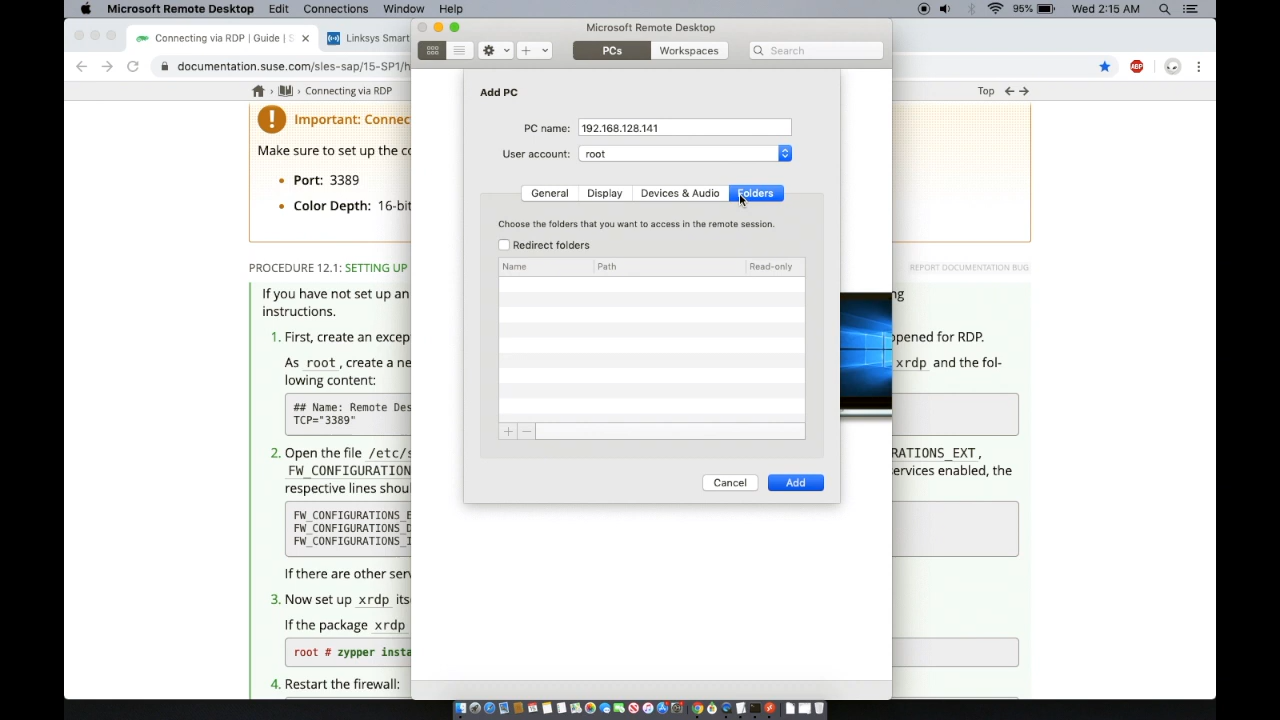 Microsoft Remote Desktop Edit Connections Window Help 95% Wed 2:15 AM
Connecting via RDP | Guide | S
Linksys Smart
documentation.suse.com/sles-sap/15-SP1/h
Connecting via RDP
Top
Important: Connec
Make sure to set up the co
Port: 3389
Color Depth: 16-bit
PROCEDURE 12.1: SETTING UP
REPORT DOCUMENTATION BUG
If you have not set up an
ng
instructions.
1. First, create an excep
opened for RDP.
As root, create a ne
xrdp and the fol-
lowing content:
## Name: Remote Des
TCP="3389"
2. Open the file /etc/s
RATIONS_EXT,
FW_CONFIGURATION
services enabled, the
respective lines shoul
FW_CONFIGURATIONS_E
FW_CONFIGURATIONS_D
FW_CONFIGURATIONS_I
If there are other serv
3. Now set up xrdp its
If the package xrdp
root # zypper insta
4. Restart the firewall:
Microsoft Remote Desktop
PCs Workspaces Search
Add PC
PC name: 192.168.128.141
User account: root
General Display Devices & Audio Folders
Choose the folders that you want to access in the remote session.
Redirect folders
Name Path Read-only
Cancel Add